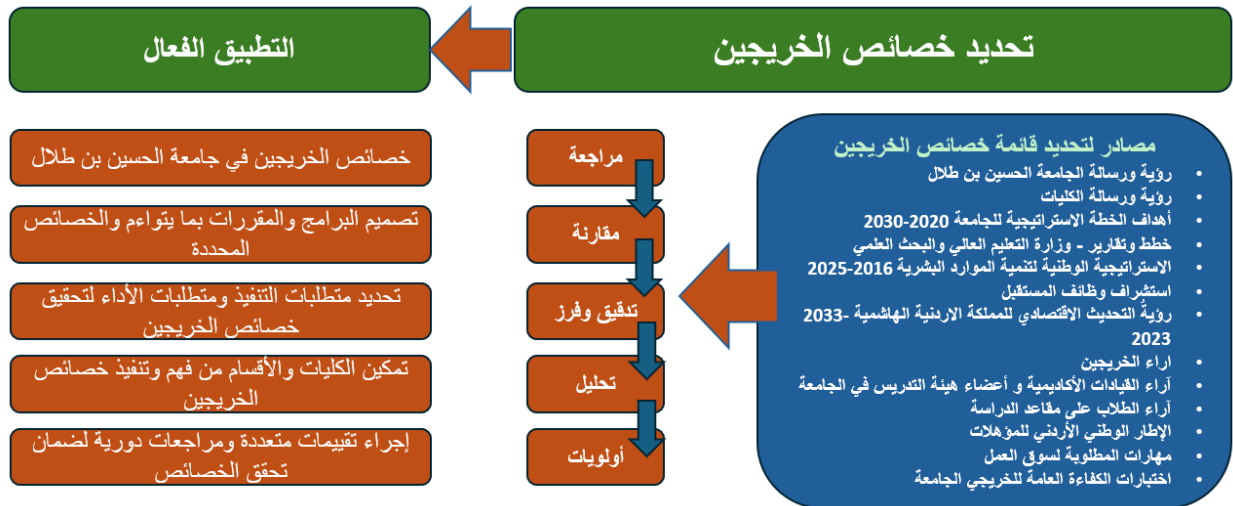 تحديد خصائص الخريجين
التطبيق الفعال
مصادر لتحديد قائمة خصائص الخريجين
• رؤية ورسالة الجامعة الحسين بن طلال
• رؤية ورسالة الكليات
• أهداف الخطة الاستراتيجية للجامعة 2020-2030
• خطط وتقارير - وزارة التعليم العالي والبحث العلمي
• الاستراتيجية الوطنية لتنمية الموارد البشرية 2016-2025
• استشراف وظائف المستقبل
• رؤيةُ التحديث الاقتصادي للمملكة الاردنية الهاشمية 2033-
2023
• اراء الخريجين
• آراء القيادات الأكاديمية و أعضاء هيئة التدريس في الجامعة
• آراء الطلاب على مقاعد الدراسة
• الإطار الوطني الأردني للمؤهلات
• مهارات المطلوبة لسوق العمل
• اختبارات الكفاءة العامة للخريجي الجامعة
مراجعة
مقارنة
تدقيق وفرز
تحليل
أولويات
خصائص الخريجين في جامعة الحسين بن طلال
تصميم البرامج والمقررات بما يتواءم والخصائص
المحددة
تحديد متطلبات التنفيذ ومتطلبات الأداء لتحقيق
خصائص الخريجين
تمكين الكليات والأقسام من فهم وتنفيذ خصائص
الخريجين
إجراء تقييمات متعددة ومراجعات دورية لضمان
تحقق الخصائص